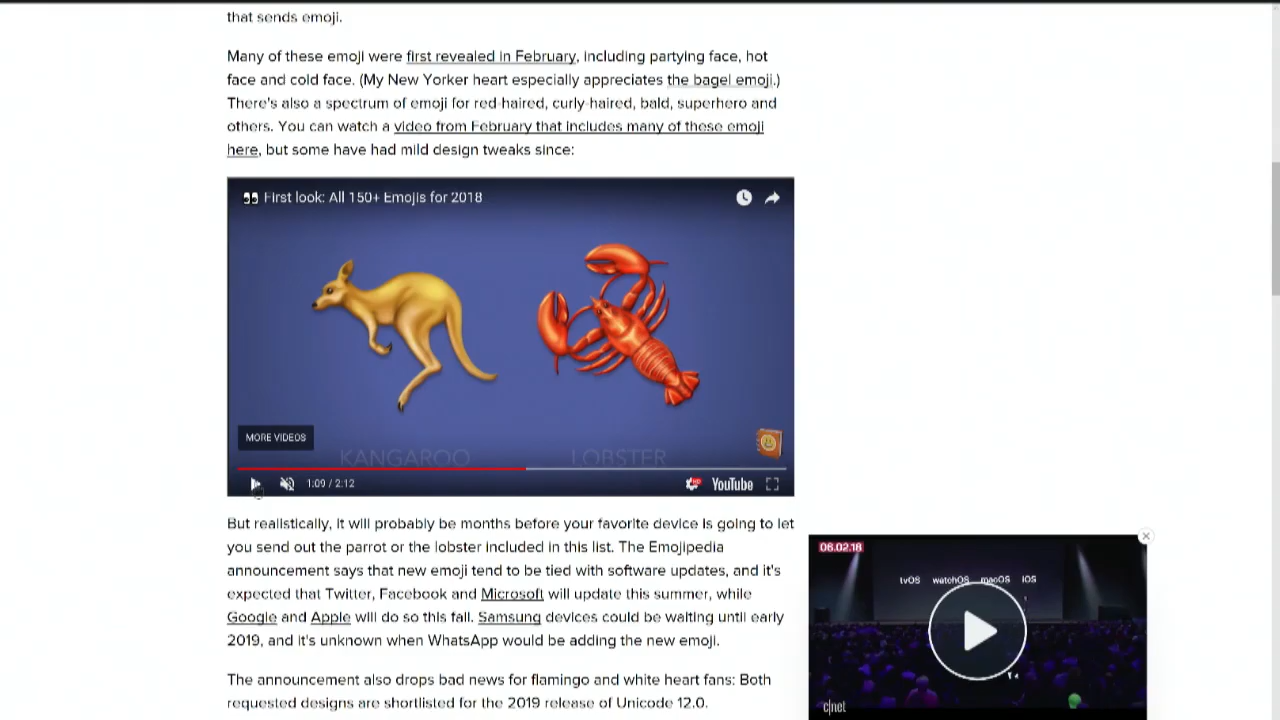 that sends emoji.
Many of these emoji were first revealed in February, including partying face, hot
face and cold face. (My New Yorker heart especially appreciates the bagel emoji.)
There's also a spectrum of emoji for red-haired, curly-haired, bald, superhero and
others. You can watch a video from February that includes many of these emoji
here, but some have had mild design tweaks since:
First look: All 150+ Emojis for 2018
MORE VIDEOS
KANGAROO LOBSTER
1:09 / 2:12
HD
YouTube
But realistically, it will probably be months before your favorite device is going to let
you send out the parrot or the lobster included in this list. The Emojipedia
announcement says that new emoji tend to be tied with software updates, and it's
expected that Twitter, Facebook and Microsoft will update this summer, while
Google and Apple will do so this fall. Samsung devices could be waiting until early
2019, and it's unknown when WhatsApp would be adding the new emoji.
The announcement also drops bad news for flamingo and white heart fans: Both
requested designs are shortlisted for the 2019 release of Unicode 12.0.
06.02.18
tvOS watchOS macOS iOS
c|net